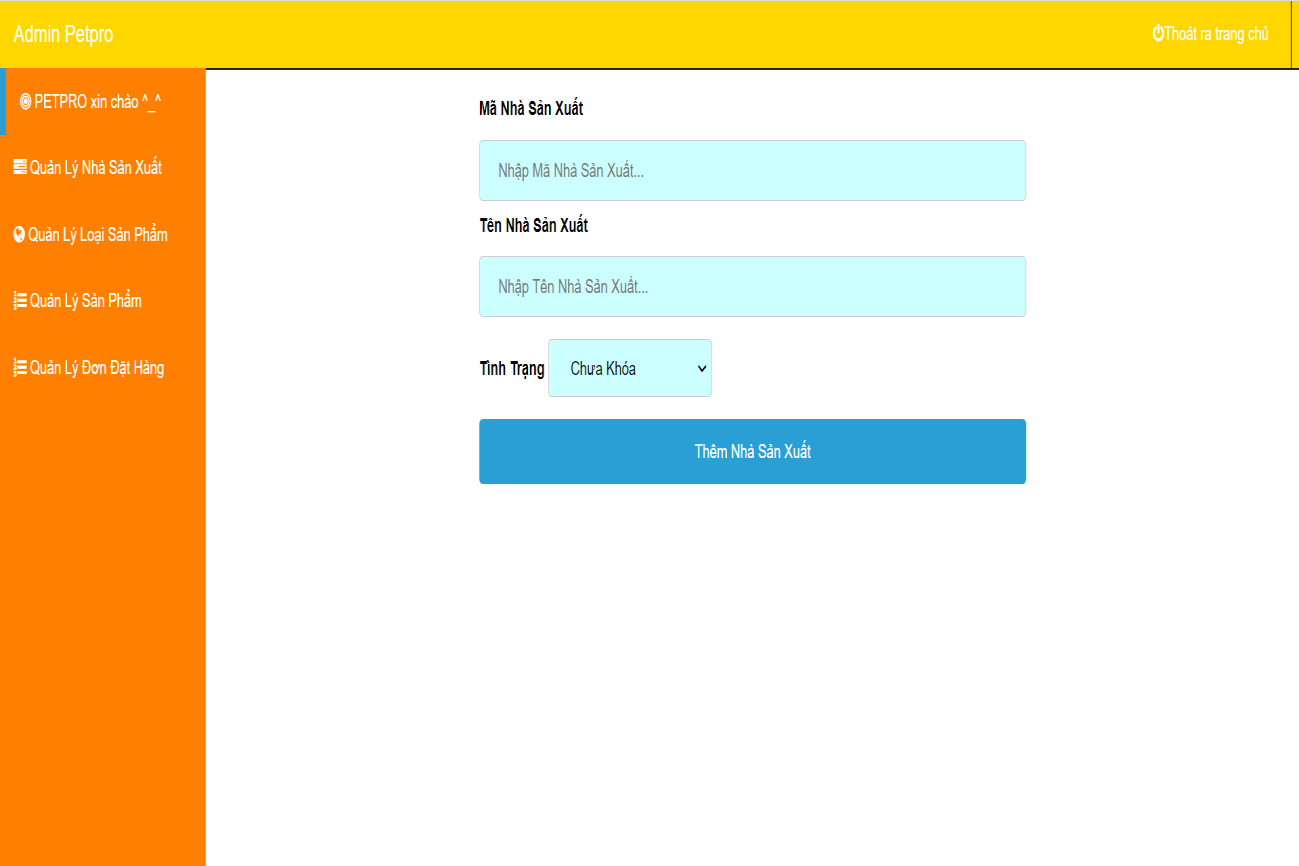 Admin Petpro
Thoát ra trang chủ
PETPRO xin chào ^_^
Quản Lý Nhà Sản Xuất
Quản Lý Loại Sản Phẩm
Quản Lý Sản Phẩm
Quản Lý Đơn Đặt Hàng
Mã Nhà Sản Xuất
Nhập Mã Nhà Sản Xuất...
Tên Nhà Sản Xuất
Nhập Tên Nhà Sản Xuất...
Tình Trạng Chưa Khóa
Thêm Nhà Sản Xuất